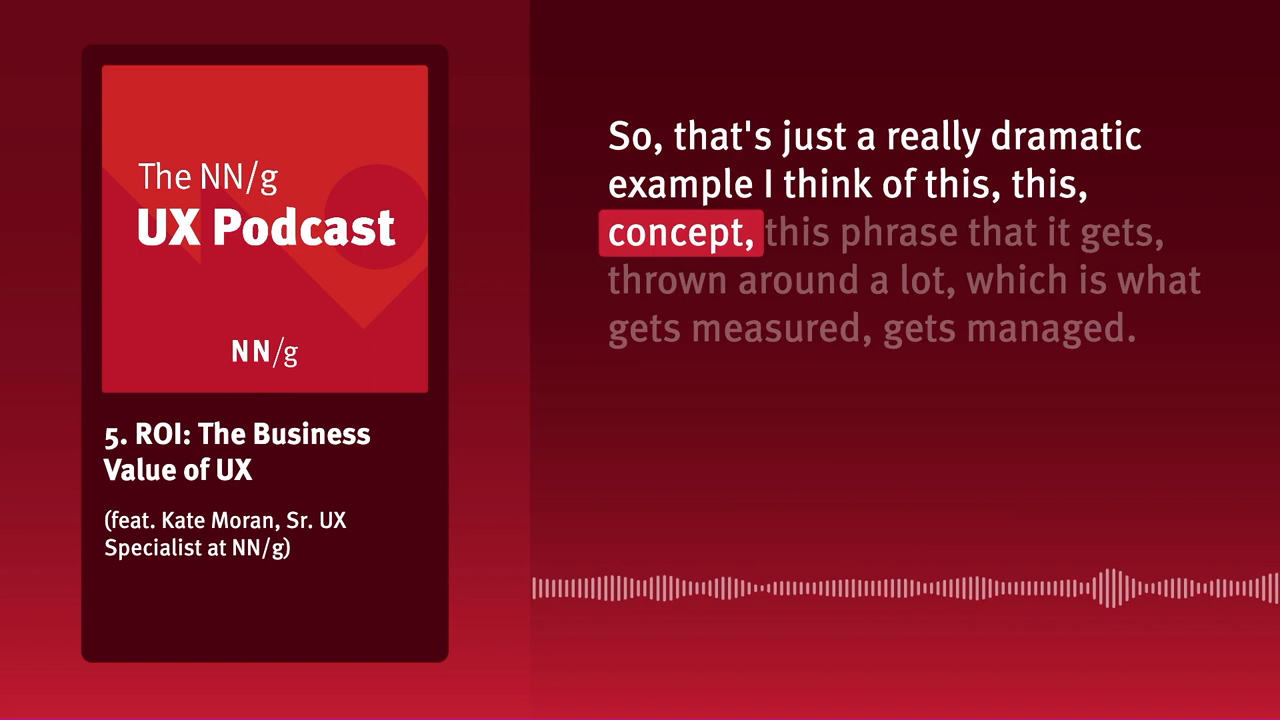 The NN/g
UX Podcast
NN/g
5. ROI: The Business
Value of UX
(feat. Kate Moran, Sr. UX
Specialist at NN/g)
So, that's just a really dramatic
example I think of this, this,
concept, this phrase that it gets,
thrown around a lot, which is what
gets measured, gets managed.